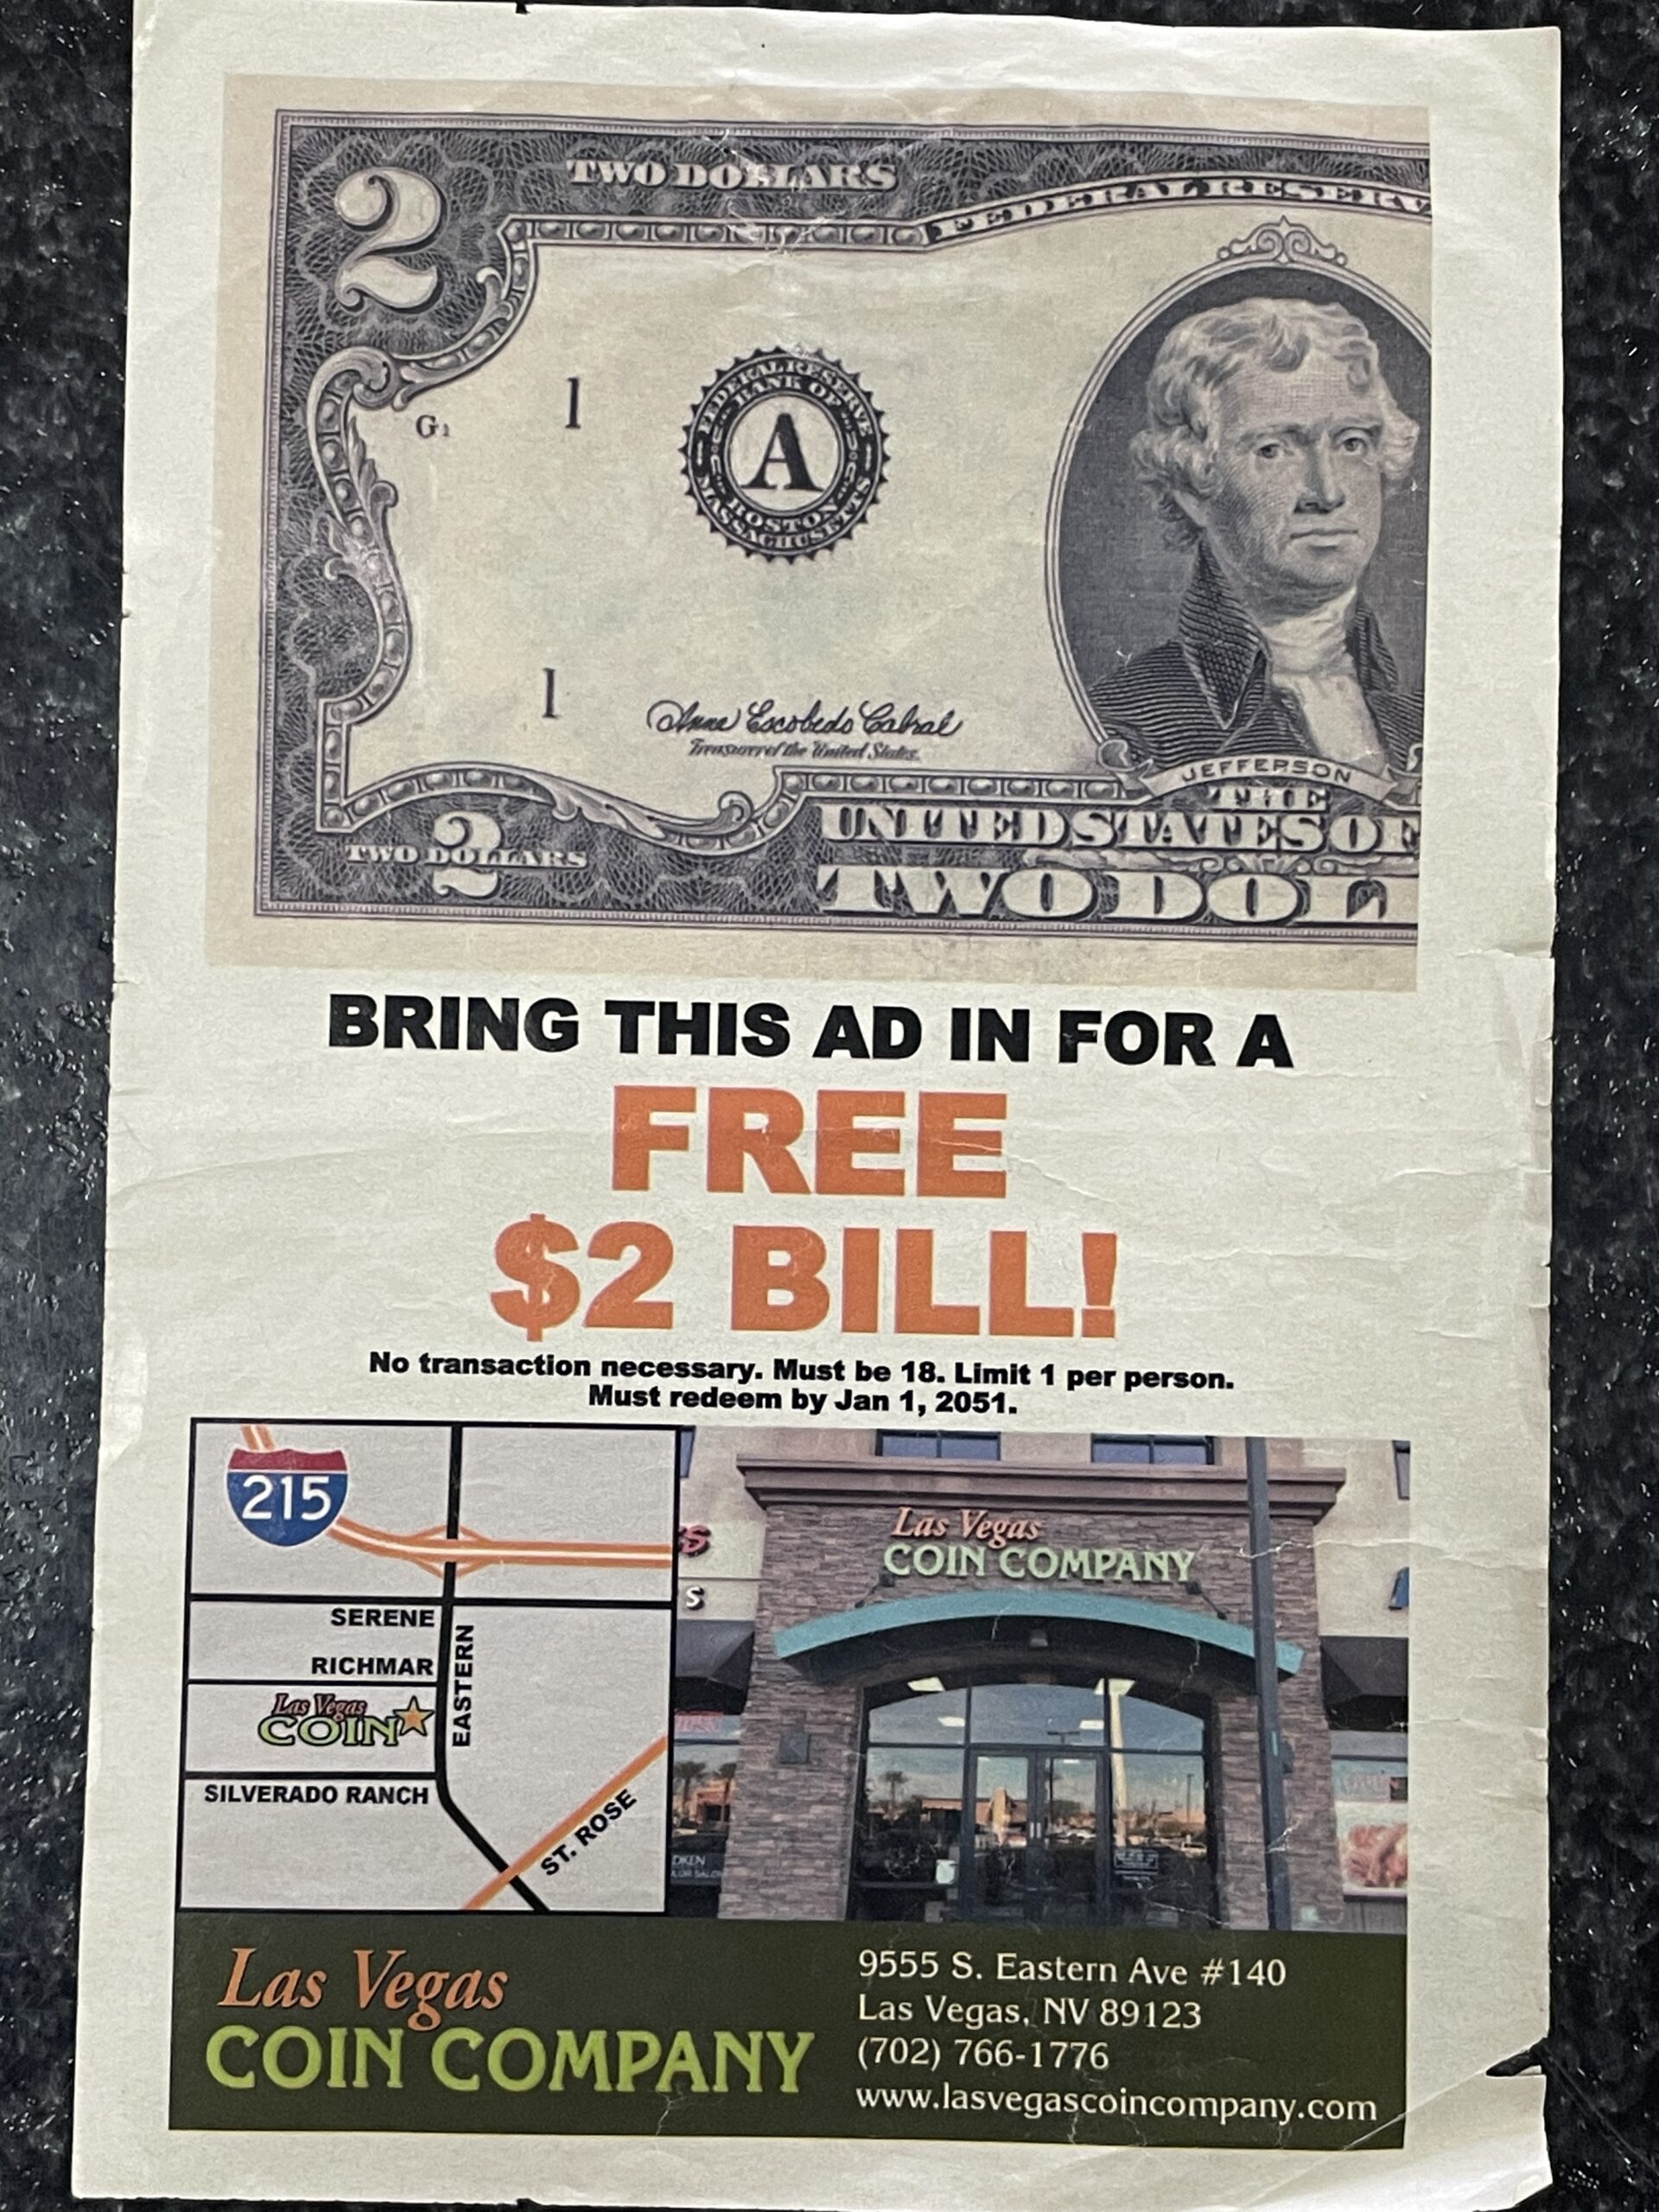 TWO DOLLARS
FEDERAL RESERV
2
G1
1
FEDERAL RESERVE
BANK OF
A
BOSTON
MASSACHUSETTS
1
Anna Escobedo Cabral
Treasurer of the United States.
JEFFERSON
THE
UNITED STATES OF
TWO DOL
2
TWO DOLLARS
BRING THIS AD IN FOR A
FREE
$2 BILL!
No transaction necessary. Must be 18. Limit 1 per person.
Must redeem by Jan 1, 2051.
215
SERENE
RICHMAR
EASTERN
Las Vegas
COIN
SILVERADO RANCH
ST. ROSE
S
S
Las Vegas
COIN COMPANY
Las Vegas
COIN COMPANY
9555 S. Eastern Ave #140
Las Vegas, NV 89123
(702) 766-1776
www.lasvegascoincompany.com